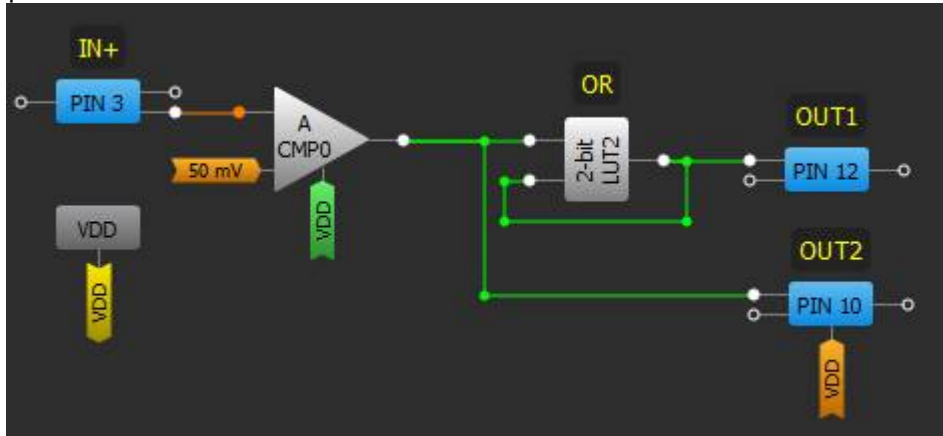 IN+
PIN 3
A
CMP0
50 mV
VDD
VDD
VDD
OR
2-bit
LUT2
OUT1
PIN 12
OUT2
PIN 10
VDD